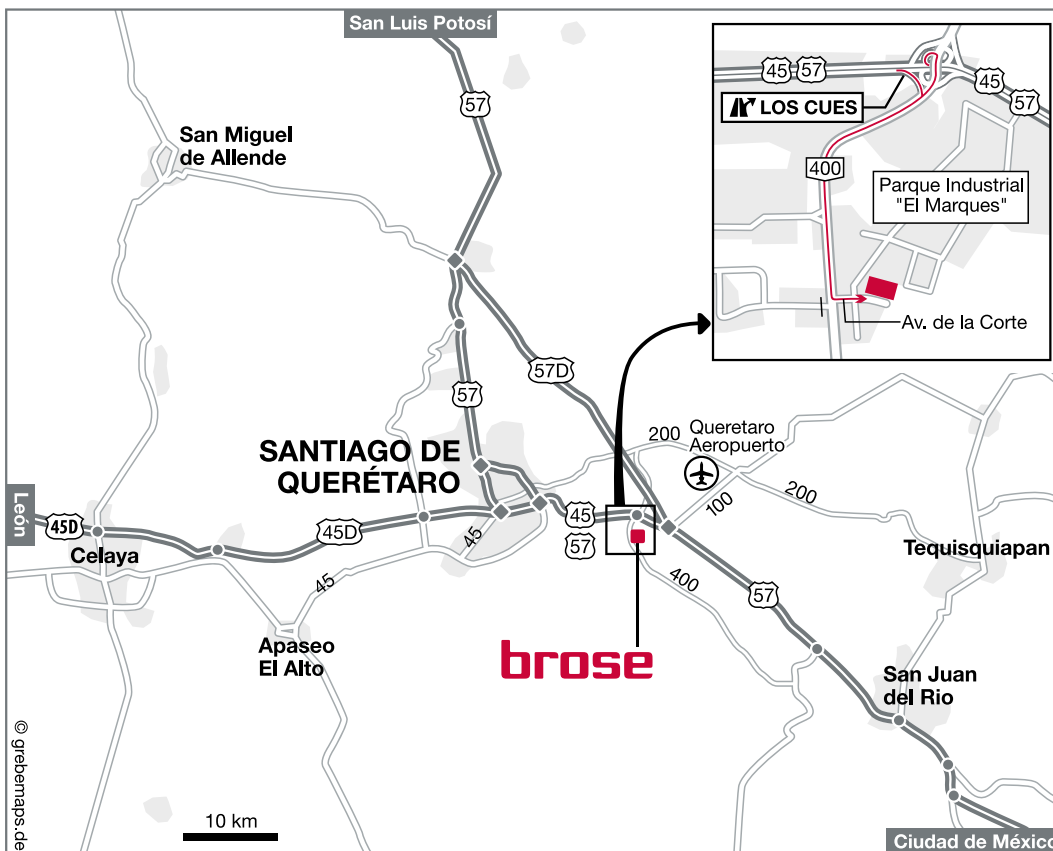 San Luis Potosí
57
San Miguel
de Allende
45 57
45
57
LOS CUES
400
Parque Industrial
"El Marques"
Av. de la Corte
57D
57
SANTIAGO DE
QUERÉTARO
200
Queretaro
Aeropuerto
100
200
León
45D
Celaya
45D
45
45
45
57
400
57
Tequisquiapan
Apaseo
El Alto
brose
San Juan
del Rio
10 km
© grebemaps.de
Ciudad de México